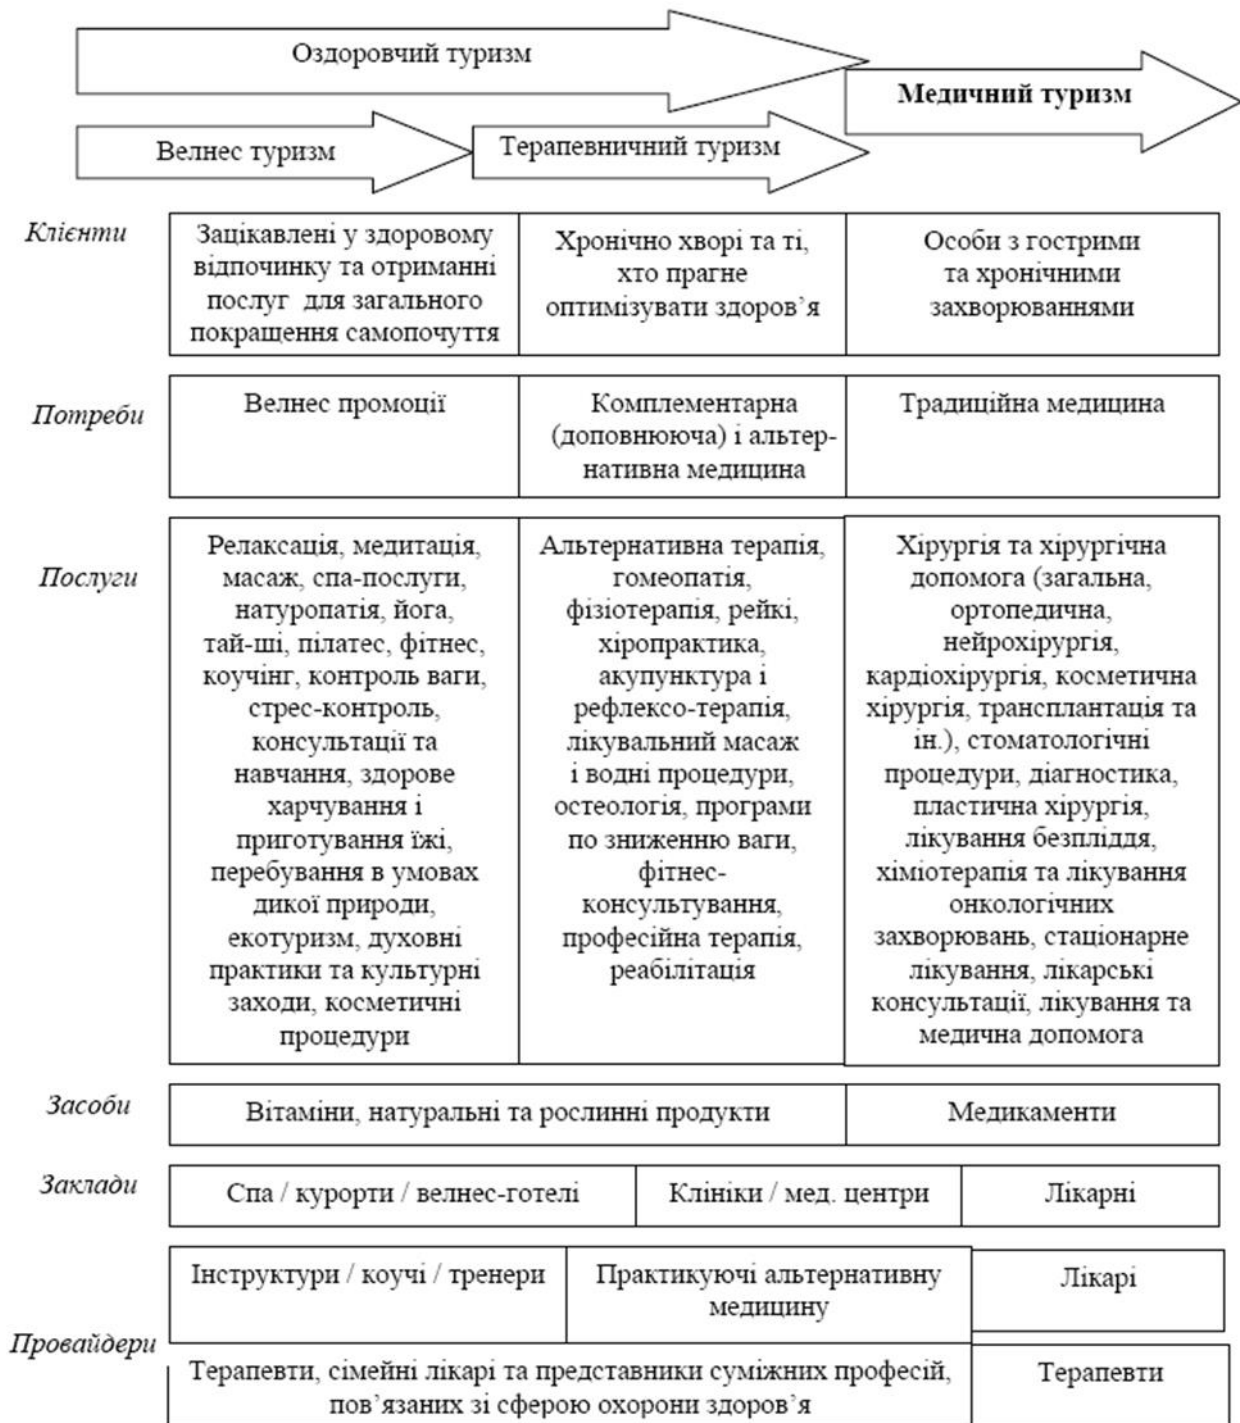 Оздоровчий туризм
Медичний туризм
Велнес туризм
Терапевничний туризм
Клієнти
Зацікавлені у здоровому
відпочинку та отриманні
послуг для загального
покращення самопочуття
Хронічно хворі та ті,
хто прагне
оптимізувати здоров’я
Особи з гострими
та хронічними
захворюваннями
Потреби
Велнес промоції
Комплементарна
(доповнююча) і альтер-
нативна медицина
Традиційна медицина
Послуги
Релаксація, медитація,
масаж, спа-послуги,
натуропатія, йога,
тай-ші, пілатес, фітнес,
коучінг, контроль ваги,
стрес-контроль,
консультації та
навчання, здорове
харчування і
приготування їжі,
перебування в умовах
дикої природи,
екотуризм, духовні
практики та культурні
заходи, косметичні
процедури
Альтернативна терапія,
гомеопатія,
фізіотерапія, рейкі,
хіропрактика,
акупунктура і
рефлексо-терапія,
лікувальний масаж
і водні процедури,
остеологія, програми
по зниженню ваги,
фітнес-
консультування,
професійна терапія,
реабілітація
Хірургія та хірургічна
допомога (загальна,
ортопедична,
нейрохірургія,
кардіохірургія, косметична
хірургія, трансплантація та
ін.), стоматологічні
процедури, діагностика,
пластична хірургія,
лікування безпліддя,
хіміотерапія та лікування
онкологічних
захворювань, стаціонарне
лікування, лікарські
консультації, лікування та
медична допомога
Засоби
Вітаміни, натуральні та рослинні продукти
Медикаменти
Заклади
Спа / курорти / велнес-готелі
Клініки / мед. центри
Лікарні
Провайдери
Інструктури / коучі / тренери
Практикуючі альтернативну
медицину
Лікарі
Терапевти, сімейні лікарі та представники суміжних професій,
пов’язаних зі сферою охорони здоров’я
Терапевти